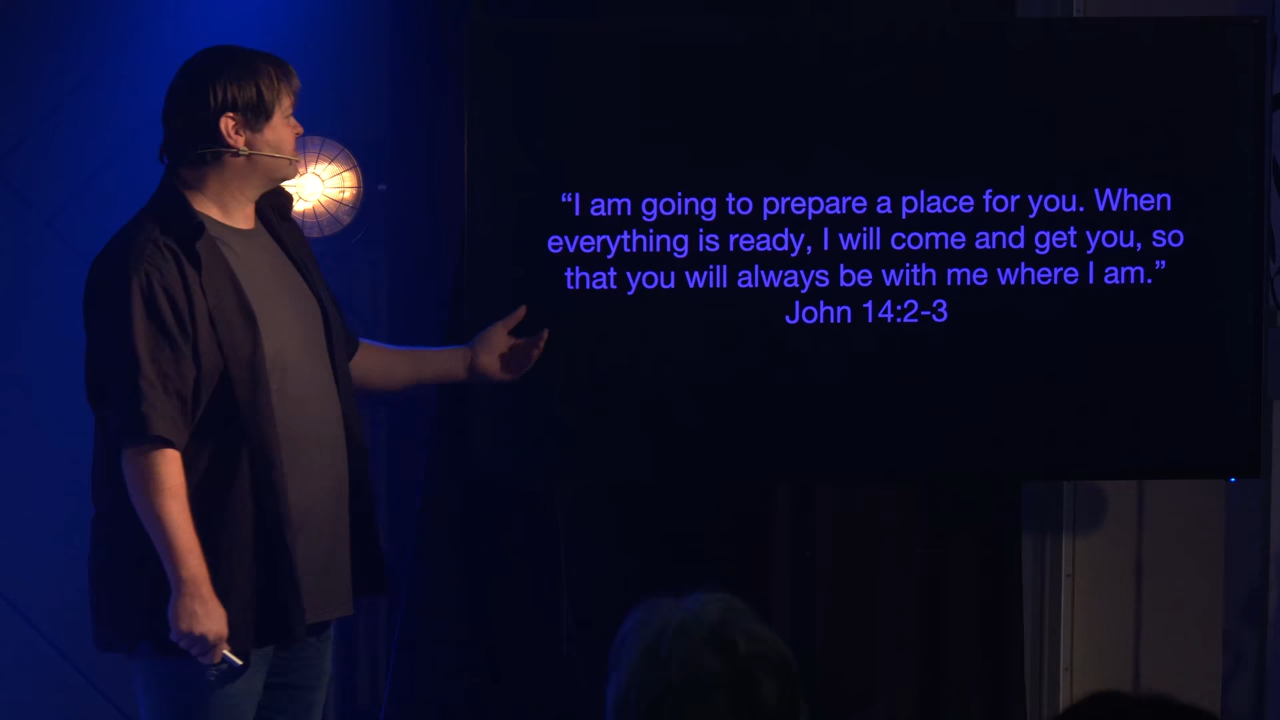 “I am going to prepare a place for you. When
everything is ready, I will come and get you, so
that you will always be with me where I am.”
John 14:2-3